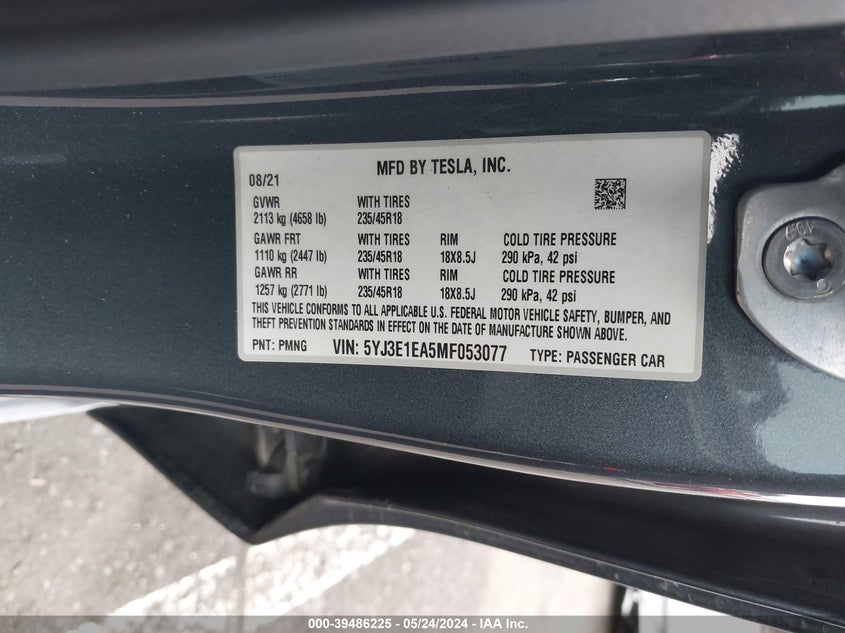 MFD BY TESLA, INC.
08/21
GVWR WITH TIRES
2113 kg (4658 lb) 235/45R18
GAWR FRT WITH TIRES RIM COLD TIRE PRESSURE
1110 kg (2447 lb) 235/45R18 18X8.5J 290 kPa, 42 psi
GAWR RR WITH TIRES RIM COLD TIRE PRESSURE
1257 kg (2771 lb) 235/45R18 18X8.5J 290 kPa, 42 psi
THIS VEHICLE CONFORMS TO ALL APPLICABLE U.S. FEDERAL MOTOR VEHICLE SAFETY, BUMPER, AND
THEFT PREVENTION STANDARDS IN EFFECT ON THE DATE OF MANUFACTURE SHOWN ABOVE.
PNT: PMNG VIN: 5YJ3E1EA5MF053077 TYPE: PASSENGER CAR
000-39486225 - 05/24/2024 - IAA Inc.